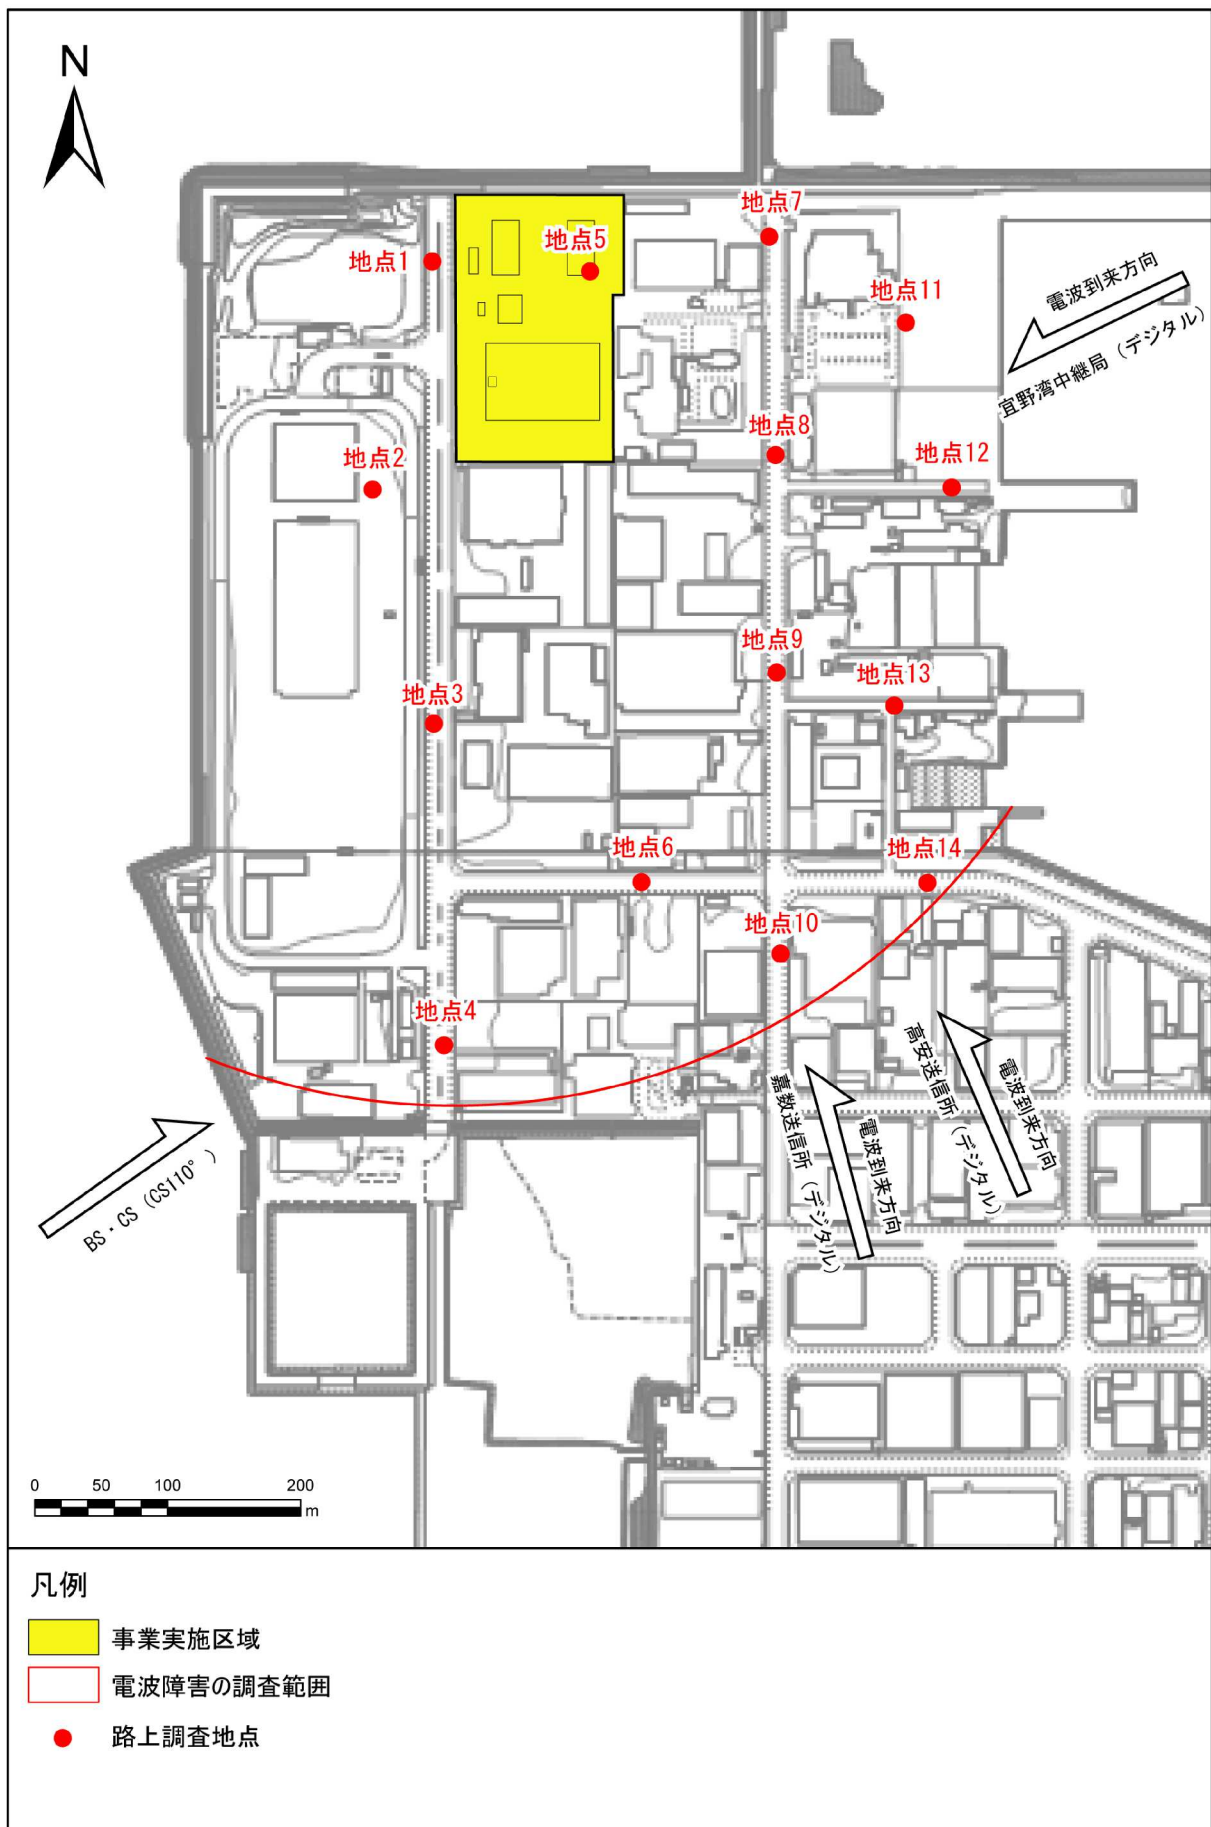 N
地点7
地点5
地点1
電波到来方向
地点11
宜野湾中継局（デジタル）
地点8
地点2
地点12
地点9
地点13
地点3
地点6
地点14
地点10
地点4
電波到来方向
高安送信所（デジタル）
電波到来方向
嘉数送信所（デジタル）
BS・CS（CS110°）
0 50 100 200
m
凡例
事業実施区域
電波障害の調査範囲
路上調査地点